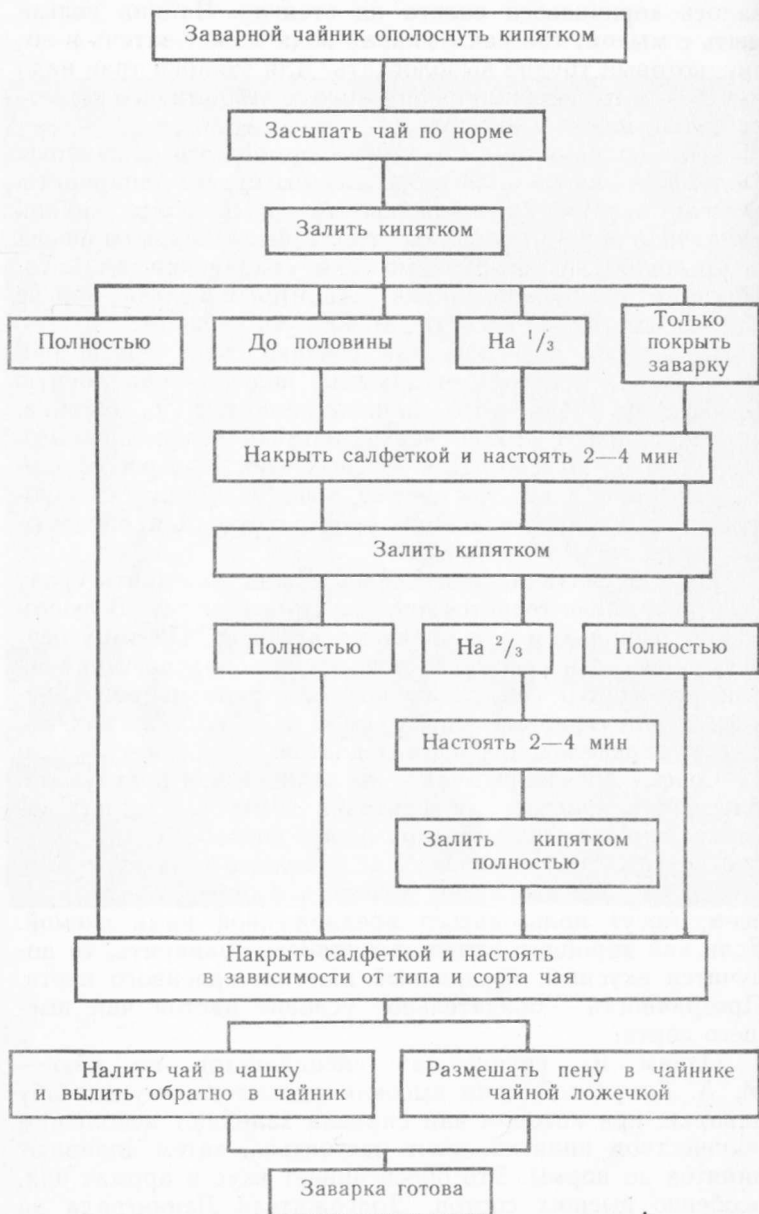 Заварной чайник ополоснуть кипятком
Засыпать чай по норме
Залить кипятком
Полностью
До половины
На 1/3
Только
покрыть
заварку
Накрыть салфеткой и настоять 2—4 мин
Залить кипятком
Полностью
На 2/3
Полностью
Настоять 2—4 мин
Залить кипятком
полностью
Накрыть салфеткой и настоять
в зависимости от типа и сорта чая
Налить чай в чашку
и вылит обратно в чайник
Размешать пену в чайнике
чайной ложечкой
Заварка готова